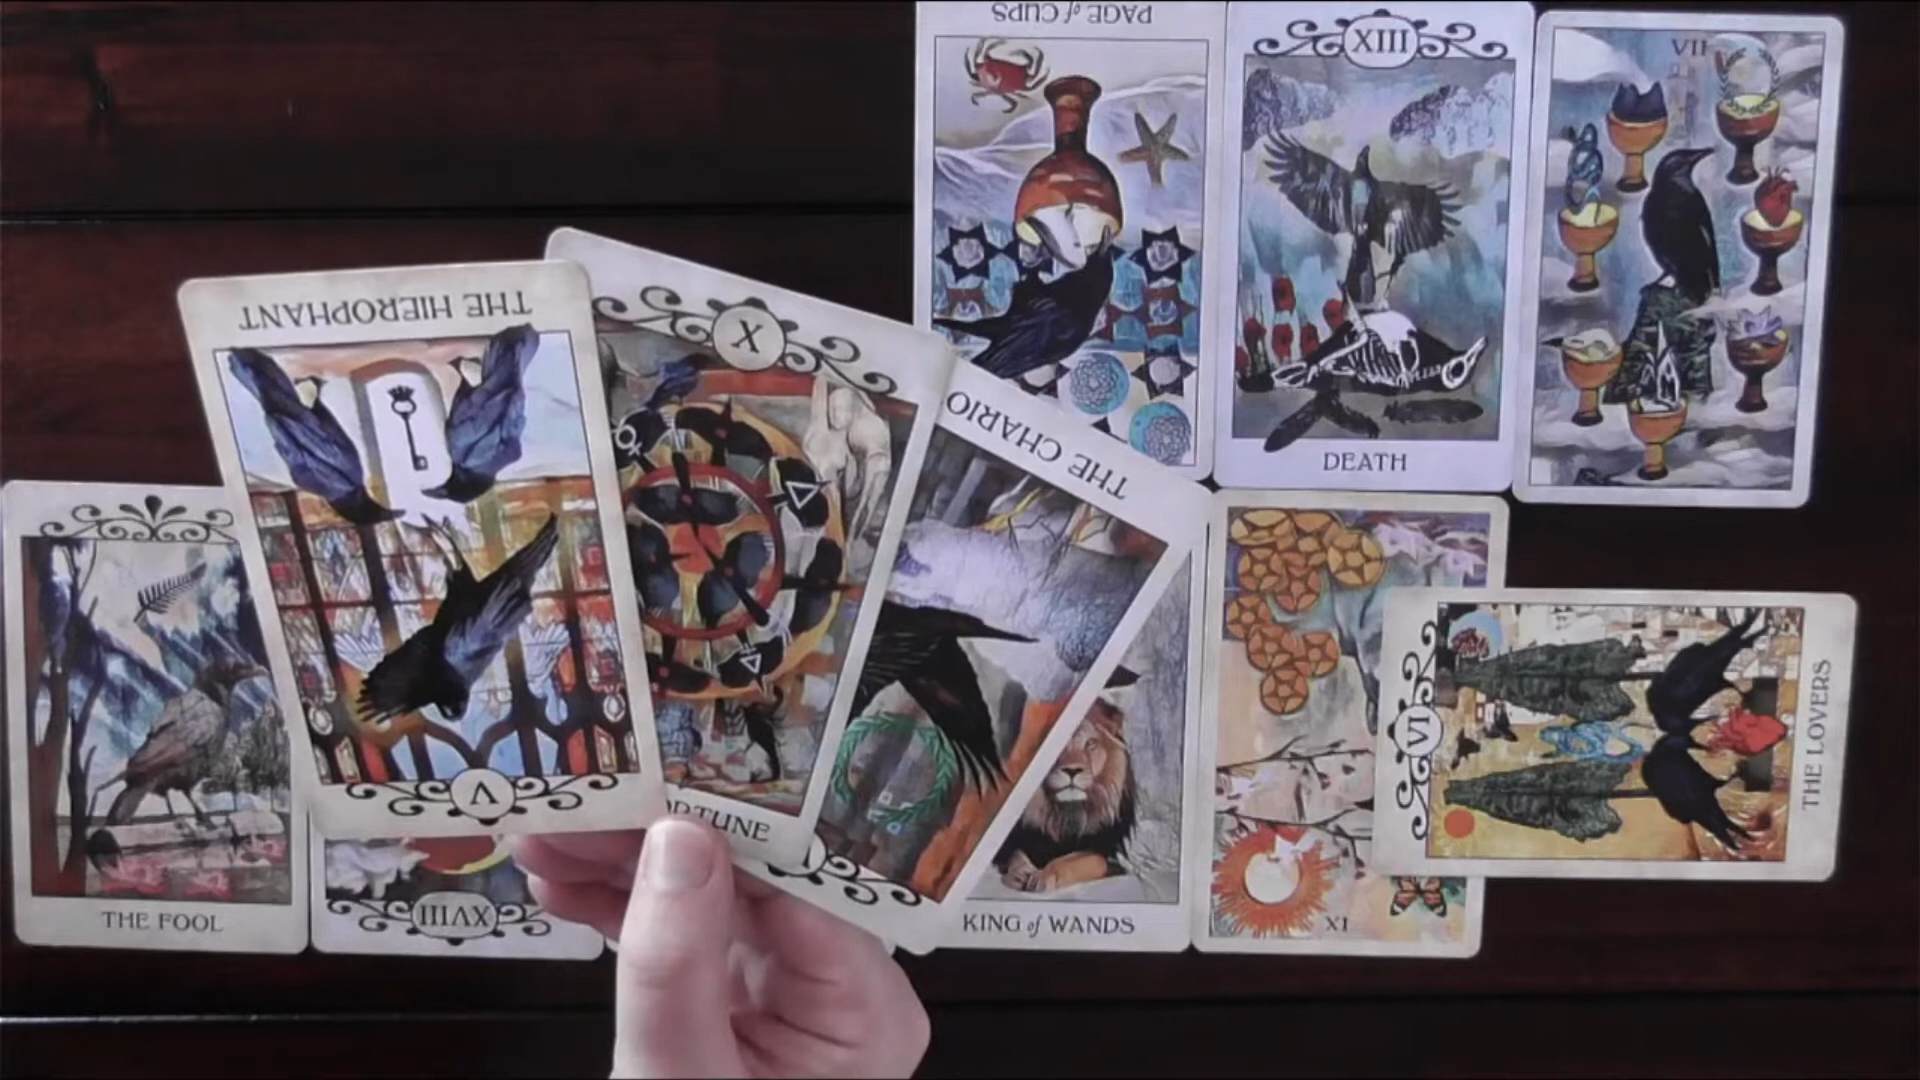 PAGE of CUPS
XIII
DEATH
VII
THE HIEROPHANT
V
X
RTUNE
THE CHARIO
THE FOOL
XVIII
KING of WANDS
XI
VI
THE LOVERS